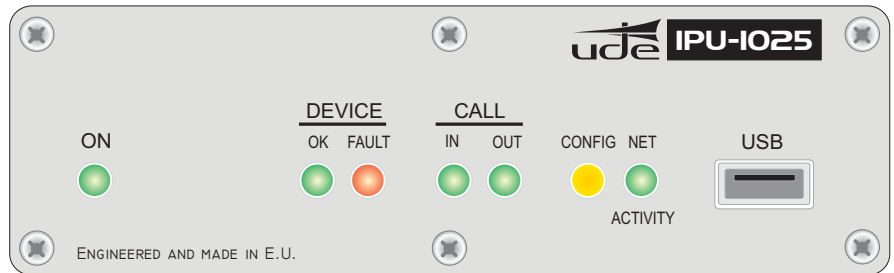 ude IPU-1025
DEVICE CALL
ON OK FAULT IN OUT CONFIG NET USB
ACTIVITY
ENGINEERED AND MADE IN E.U.